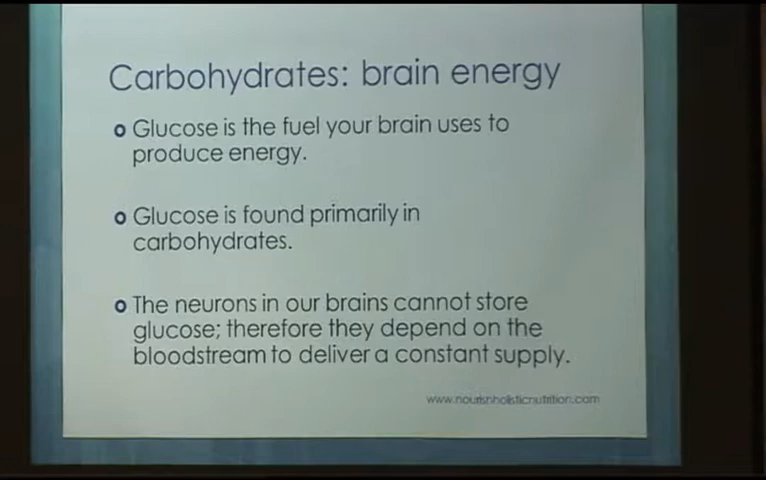 Carbohydrates: brain energy
o Glucose is the fuel your brain uses to
produce energy.
o Glucose is found primarily in
carbohydrates.
o The neurons in our brains cannot store
glucose; therefore they depend on the
bloodstream to deliver a constant supply.
www.nourishholisticnutrition.com